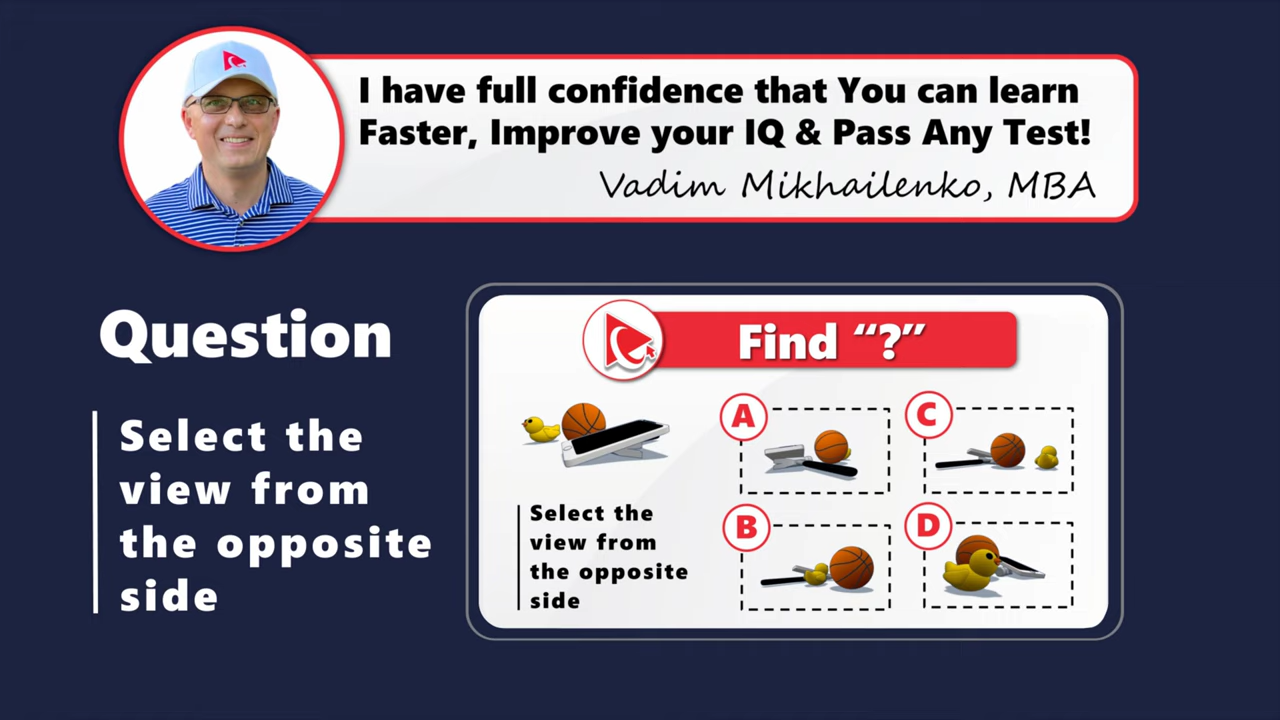 I have full confidence that You can learn
Faster, Improve your IQ & Pass Any Test!
Vadim Mikhailenko, MBA
Question
Select the
view from
the opposite
side
Find “?”
Select the
view from
the opposite
side
A
C
B
D